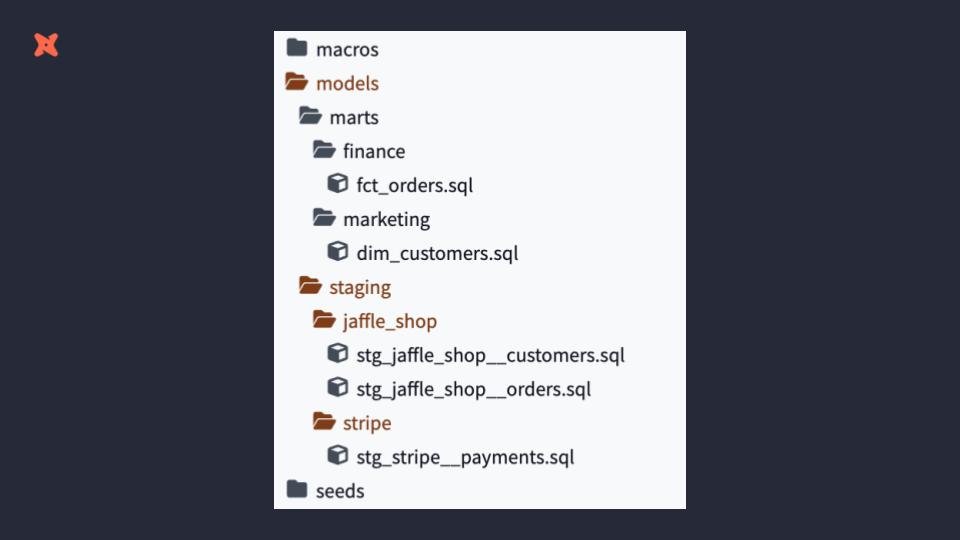 macros
models
marts
finance
fct_orders.sql
marketing
dim_customers.sql
staging
jaffle_shop
stg_jaffle_shop__customers.sql
stg_jaffle_shop__orders.sql
stripe
stg_stripe__payments.sql
seeds